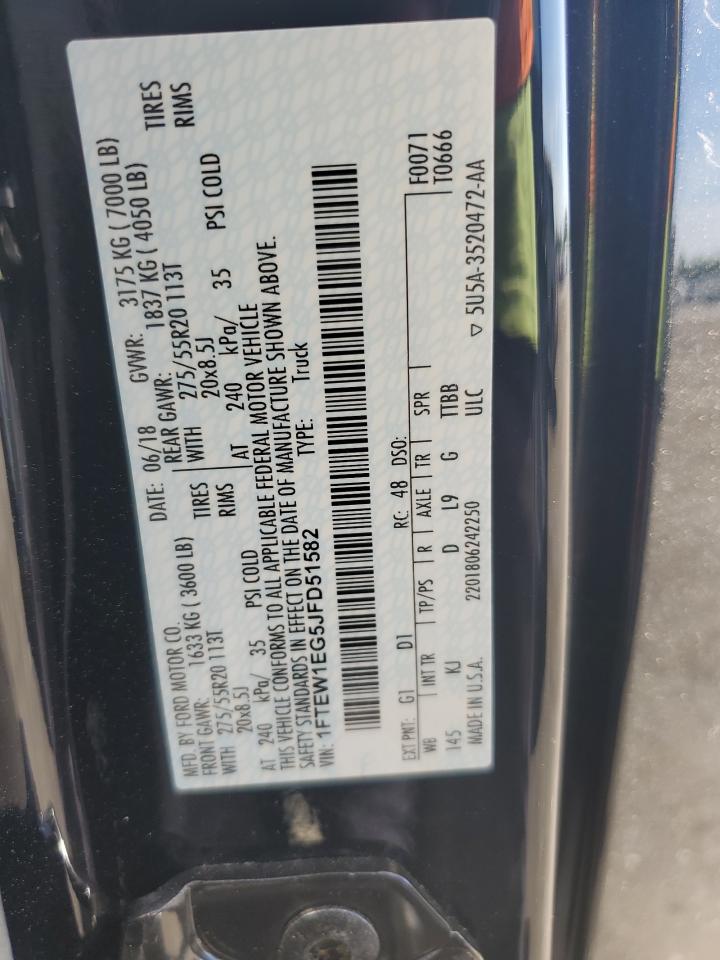 MFD. BY FORD MOTOR CO. DATE: 06/18 GVWR: 3175 KG ( 7000 LB)
FRONT GAWR: 1633 KG ( 3600 LB) REAR GAWR: 1837 KG ( 4050 LB)
WITH 275/55R20 113T TIRES WITH 275/55R20 113T TIRES
20x8.5J RIMS 20x8.5J RIMS
AT 240 kPa/ 35 PSI COLD AT 240 kPa/ 35 PSI COLD
THIS VEHICLE CONFORMS TO ALL APPLICABLE FEDERAL MOTOR VEHICLE
SAFETY STANDARDS IN EFFECT ON THE DATE OF MANUFACTURE SHOWN ABOVE.
VIN: 1FTEW1EG5JFD51582 TYPE: Truck
EXT PNT: G1 D1 RC: 48 DSO: F0071
WB INT TR TP/PS R AXLE TR SPR T0666
145 KJ D L9 G TTBB
MADE IN U.S.A. 2201806242250 ULC ▽ 5U5A-3520472-AA